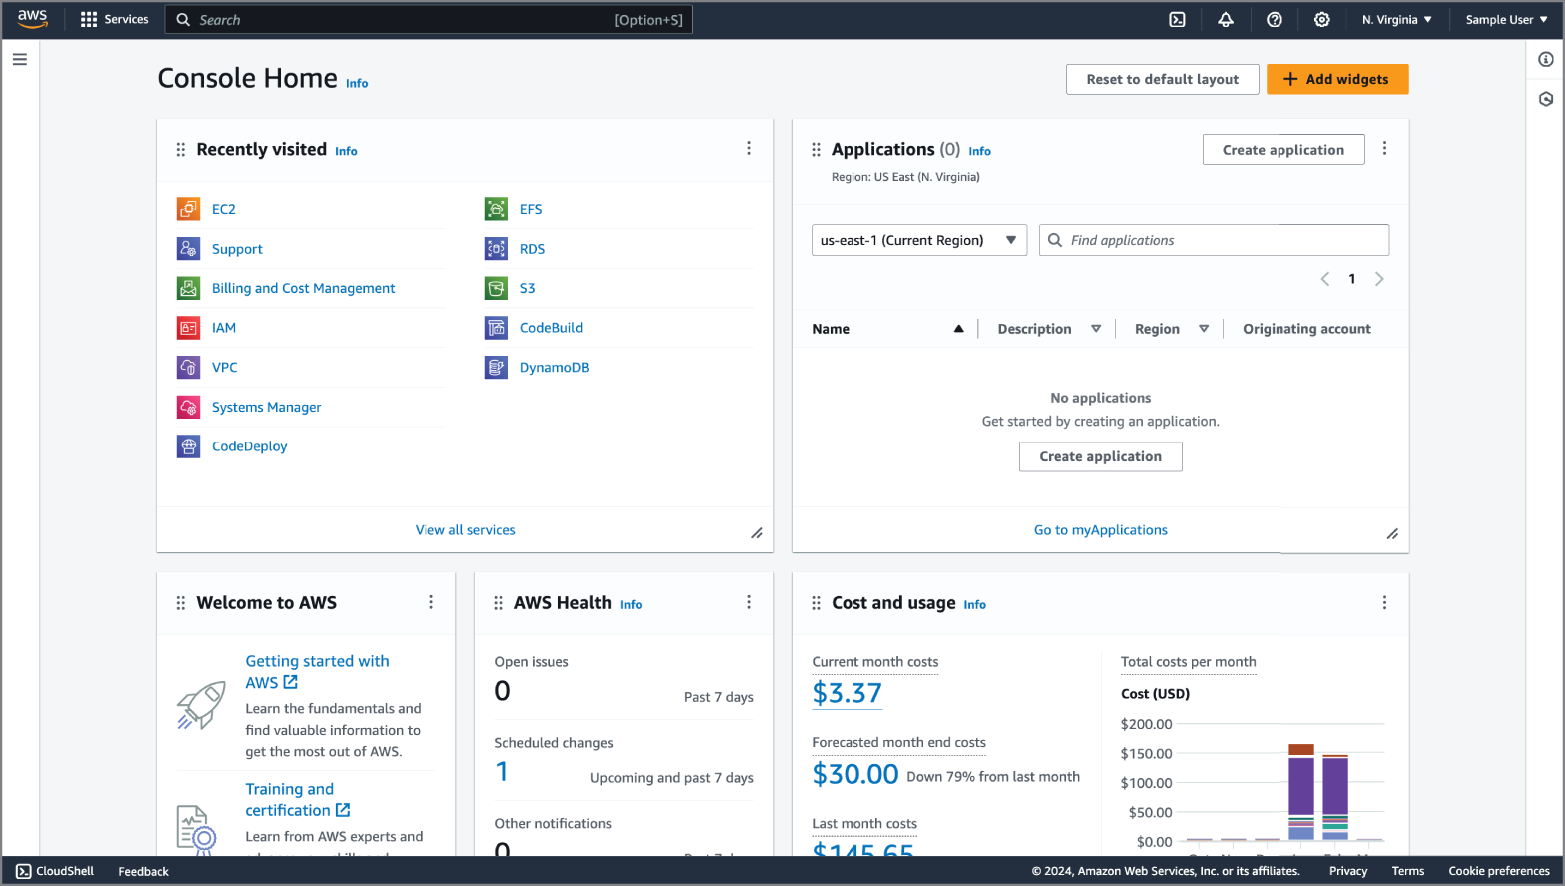 aws
Services
Search
[Option+S]
N. Virginia
Sample User
Console Home Info
Reset to default layout
Add widgets
Recently visited Info
EC2
Support
Billing and Cost Management
IAM
VPC
Systems Manager
CodeDeploy
EFS
RDS
S3
CodeBuild
DynamoDB
View all services
Applications (0) Info
Region: US East (N. Virginia)
Create application
us-east-1 (Current Region)
Find applications
1
Name
Description
Region
Originating account
No applications
Get started by creating an application.
Create application
Go to myApplications
Welcome to AWS
Getting started with
AWS
Learn the fundamentals and
find valuable information to
get the most out of AWS.
Training and
certification
Learn from AWS experts and
AWS Health Info
Open issues
0
Past 7 days
Scheduled changes
1
Upcoming and past 7 days
Other notifications
0
Cost and usage Info
Current month costs
$3.37
Forecasted month end costs
$30.00 Down 79% from last month
Last month costs
$145.65
Total costs per month
Cost (USD)
$200.00
$150.00
$100.00
$50.00
$0.00
CloudShell
Feedback
© 2024, Amazon Web Services, Inc. or its affiliates.
Privacy
Terms
Cookie preferences